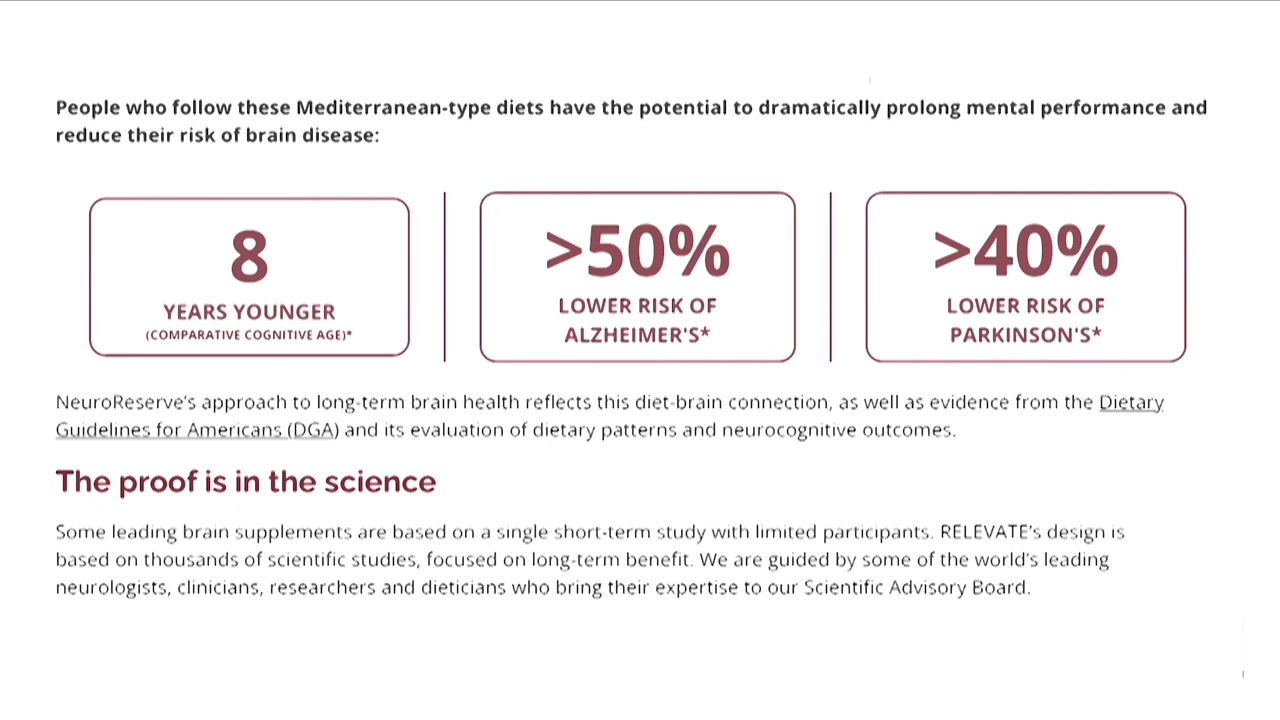 People who follow these Mediterranean-type diets have the potential to dramatically prolong mental performance and
reduce their risk of brain disease:
8
YEARS YOUNGER
(COMPARATIVE COGNITIVE AGE)*
>50%
LOWER RISK OF
ALZHEIMER'S*
>40%
LOWER RISK OF
PARKINSON'S*
NeuroReserve's approach to long-term brain health reflects this diet-brain connection, as well as evidence from the Dietary
Guidelines for Americans (DGA) and its evaluation of dietary patterns and neurocognitive outcomes.
The proof is in the science
Some leading brain supplements are based on a single short-term study with limited participants. RELEVATE's design is
based on thousands of scientific studies, focused on long-term benefit. We are guided by some of the world's leading
neurologists, clinicians, researchers and dieticians who bring their expertise to our Scientific Advisory Board.